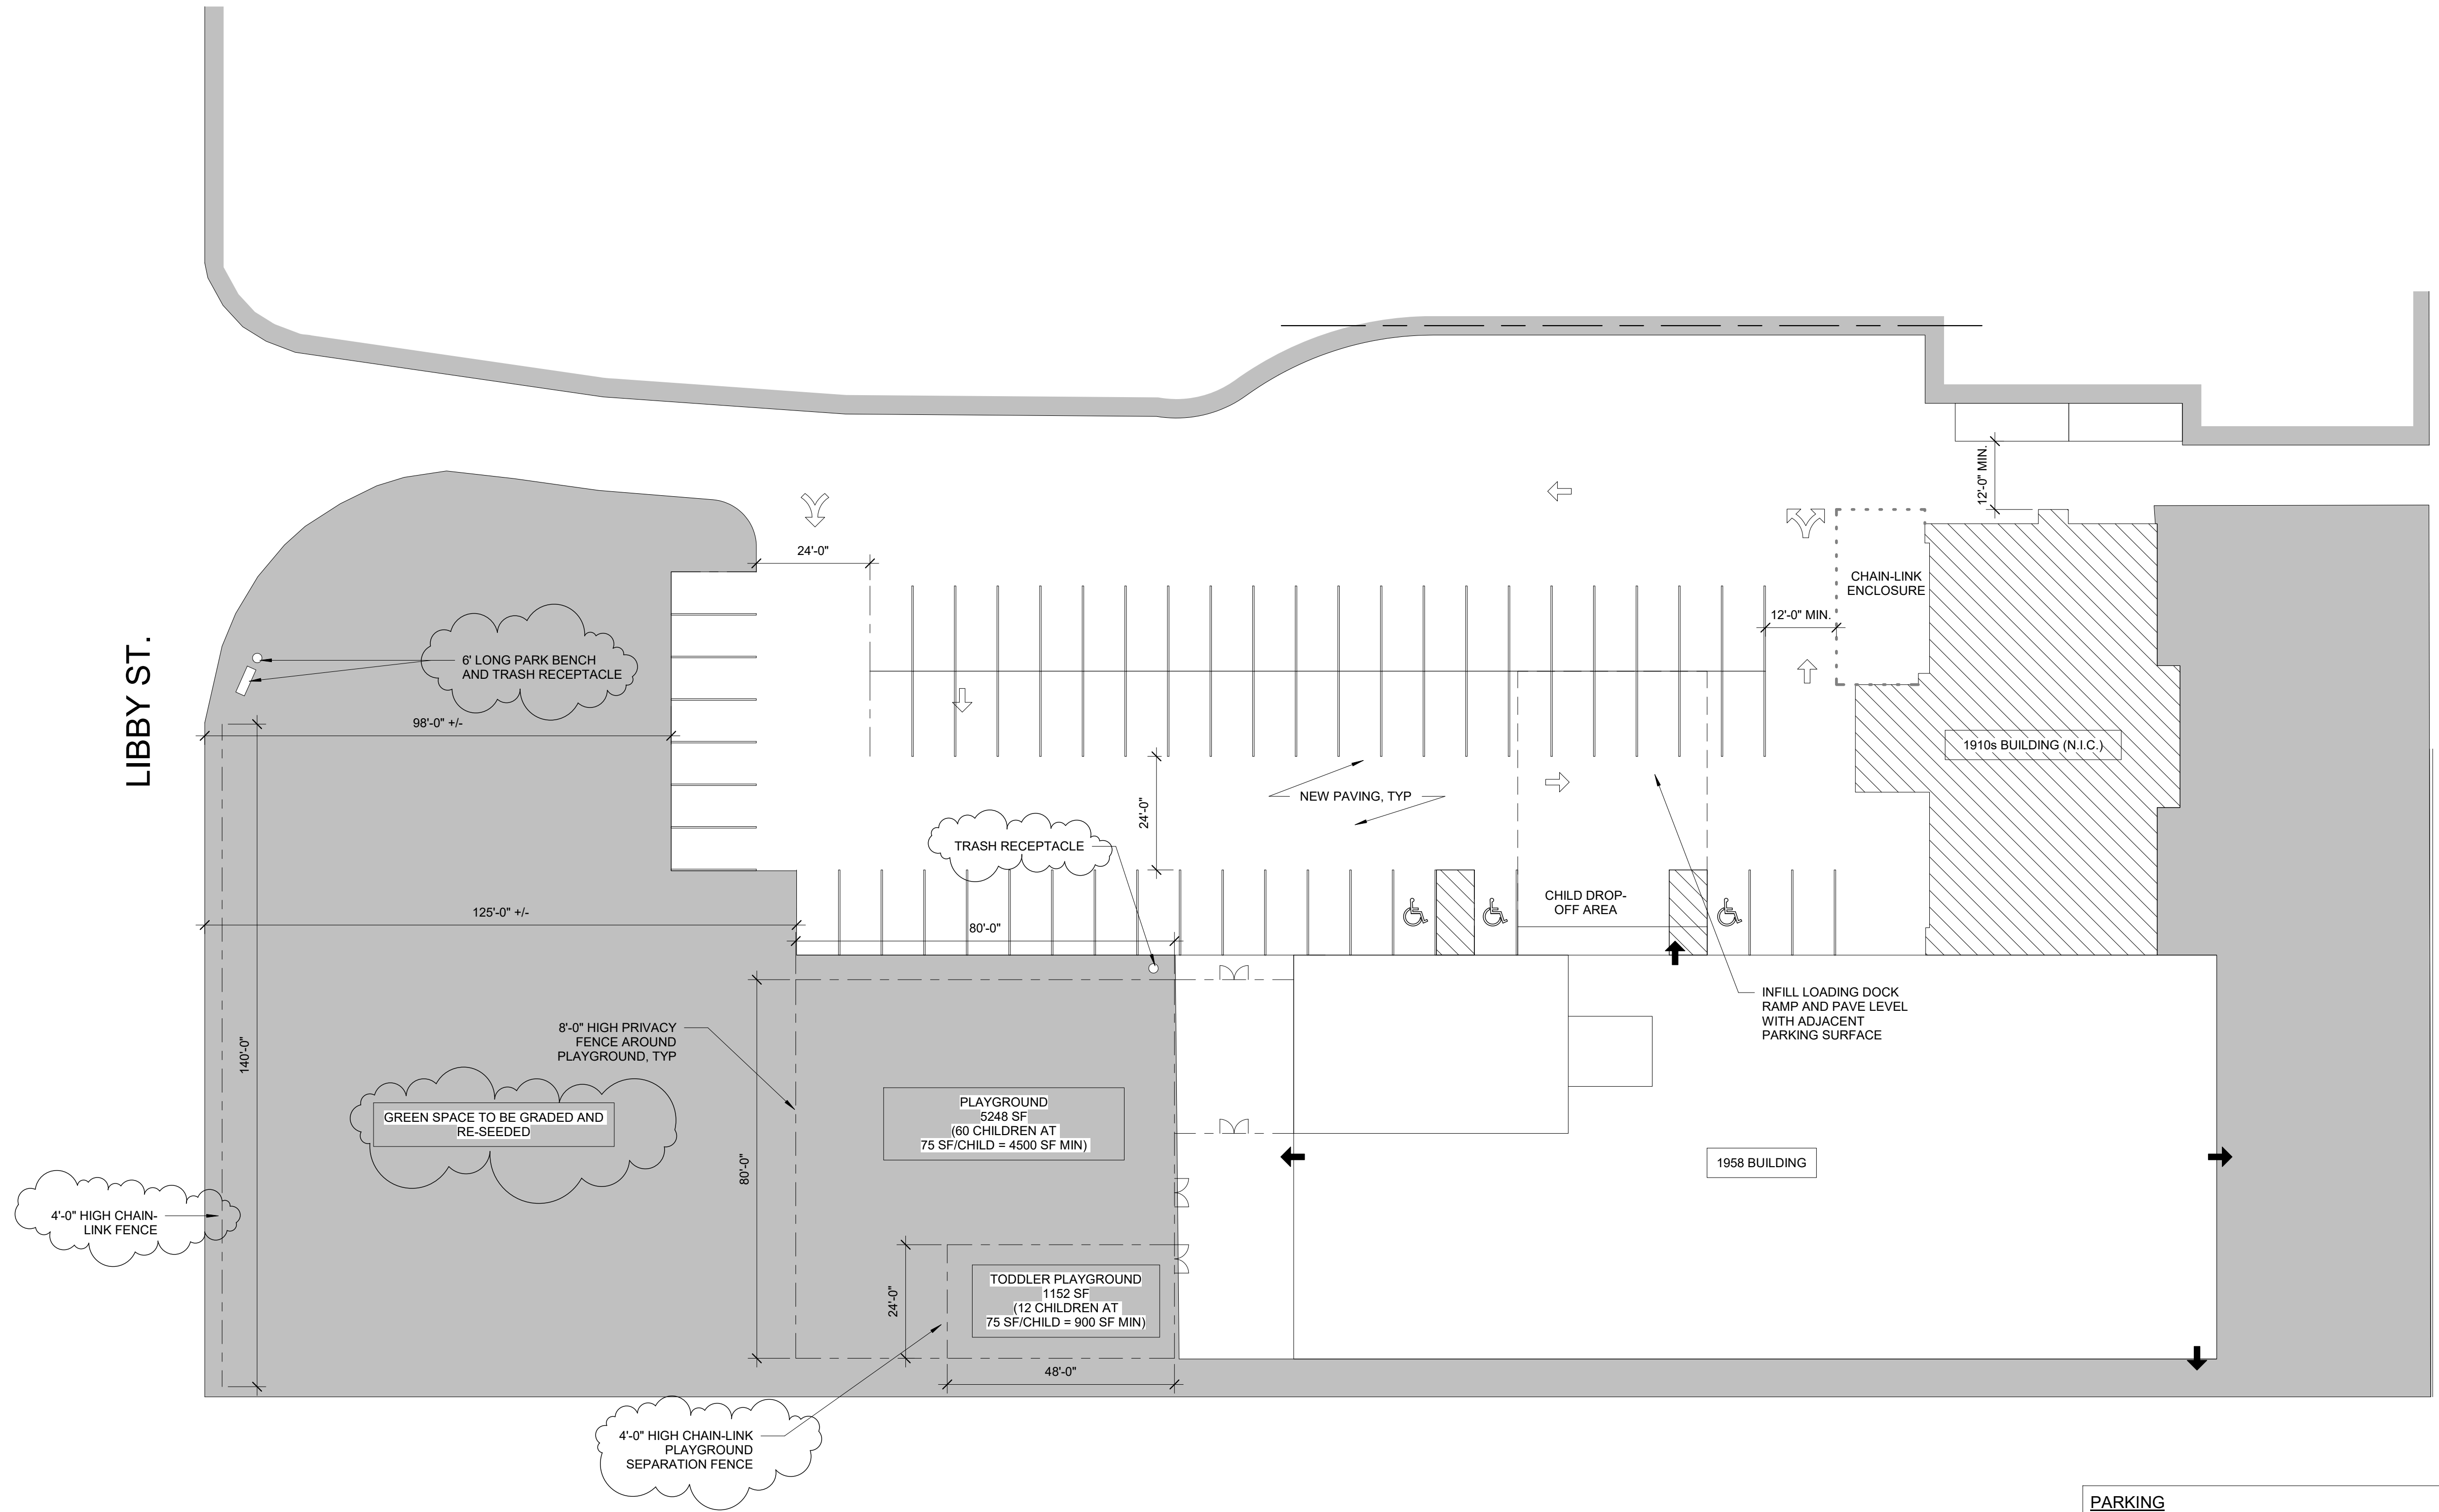 LIBBY ST.
12'-0" MIN.
24'-0"
CHAIN-LINK
ENCLOSURE
12'-0" MIN.
6' LONG PARK BENCH
AND TRASH RECEPTACLE
98'-0" +/-
1910s BUILDING (N.I.C.)
NEW PAVING, TYP
24'-0"
TRASH RECEPTACLE
CHILD DROP-
OFF AREA
125'-0" +/-
80'-0"
INFILL LOADING DOCK
RAMP AND PAVE LEVEL
WITH ADJACENT
PARKING SURFACE
8'-0" HIGH PRIVACY
FENCE AROUND
PLAYGROUND, TYP
140'-0"
GREEN SPACE TO BE GRADED AND
RE-SEEDED
PLAYGROUND
5248 SF
(60 CHILDREN AT
75 SF/CHILD = 4500 SF MIN)
80'-0"
1958 BUILDING
4'-0" HIGH CHAIN-
LINK FENCE
24'-0"
TODDLER PLAYGROUND
1152 SF
(12 CHILDREN AT
75 SF/CHILD = 900 SF MIN)
48'-0"
4'-0" HIGH CHAIN-LINK
PLAYGROUND
SEPARATION FENCE
PARKING